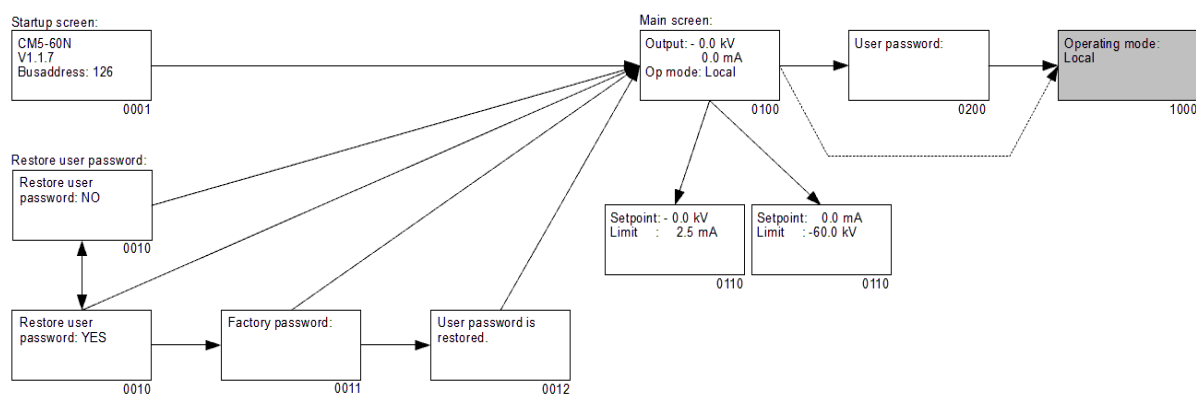 Startup screen:
CM5-60N
V1.1.7
Busaddress: 126
0001
Main screen:
Output: - 0.0 kV
0.0 mA
Op mode: Local
0100
User password:
0200
Operating mode:
Local
1000
Restore user password:
Restore user
password: NO
0010
Setpoint: - 0.0 kV
Limit : 2.5 mA
0110
Setpoint: 0.0 mA
Limit : -60.0 kV
0110
Restore user
password: YES
0010
Factory password:
0011
User password is
restored.
0012